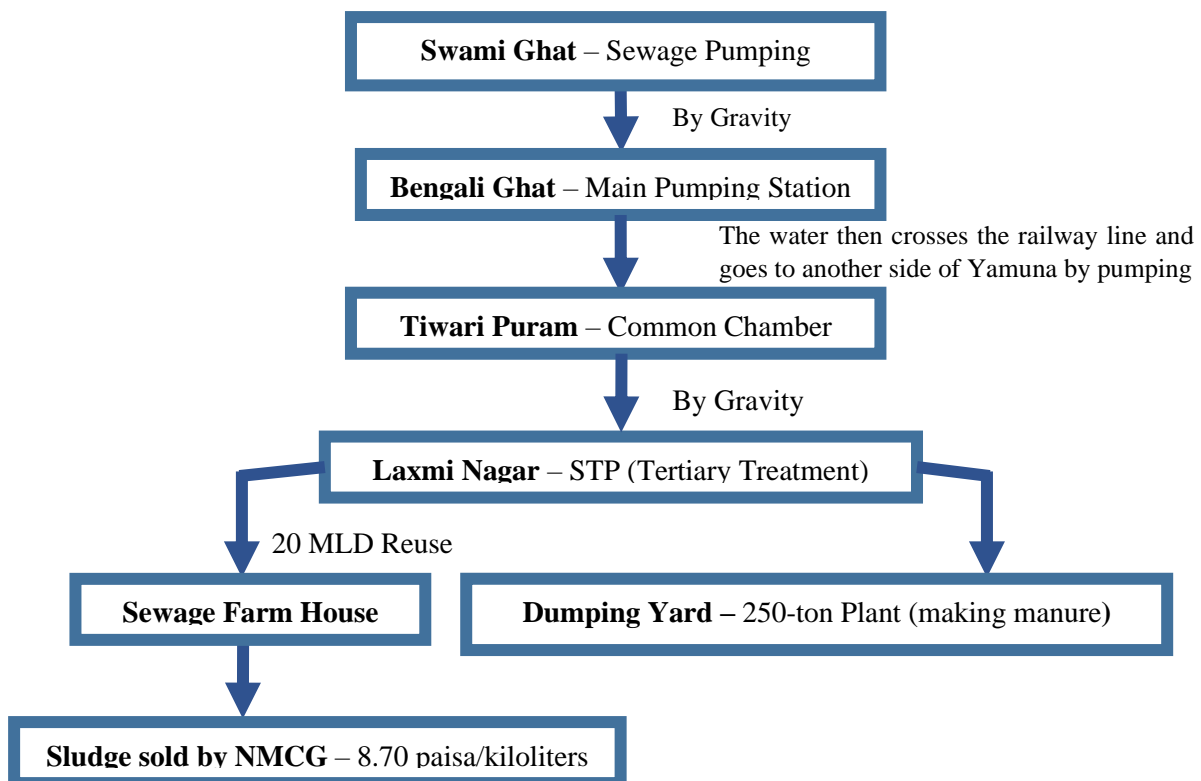 Swami Ghat – Sewage Pumping
By Gravity
Bengali Ghat – Main Pumping Station
The water then crosses the railway line and
goes to another side of Yamuna by pumping
Tiwari Puram – Common Chamber
By Gravity
Laxmi Nagar – STP (Tertiary Treatment)
20 MLD Reuse
Sewage Farm House
Dumping Yard – 250-ton Plant (making manure)
Sludge sold by NMCG – 8.70 paisa/kiloliters